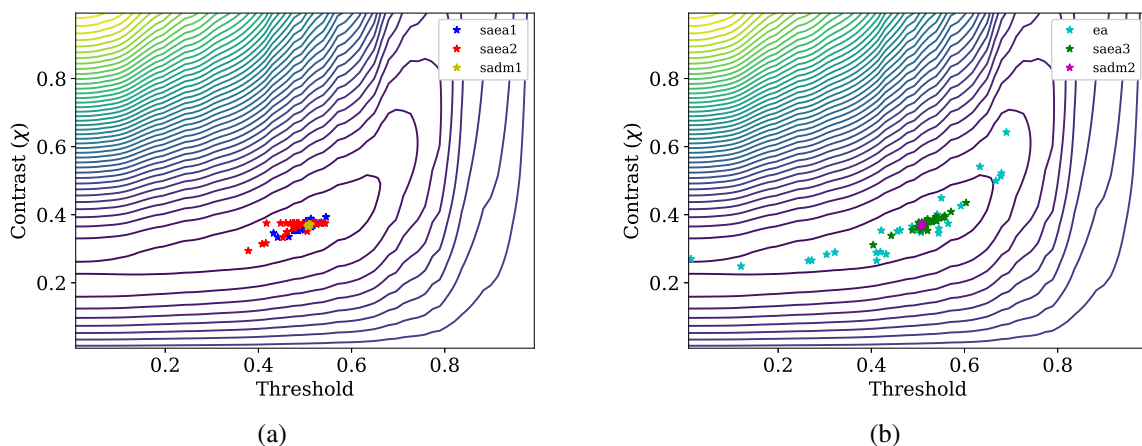 saea1
saea2
sadm1
0.8
0.6
0.4
0.2
Contrast (χ)
0.2 0.4 0.6 0.8
Threshold
(a)
ea
saea3
sadm2
0.8
0.6
0.4
0.2
Contrast (χ)
0.2 0.4 0.6 0.8
Threshold
(b)